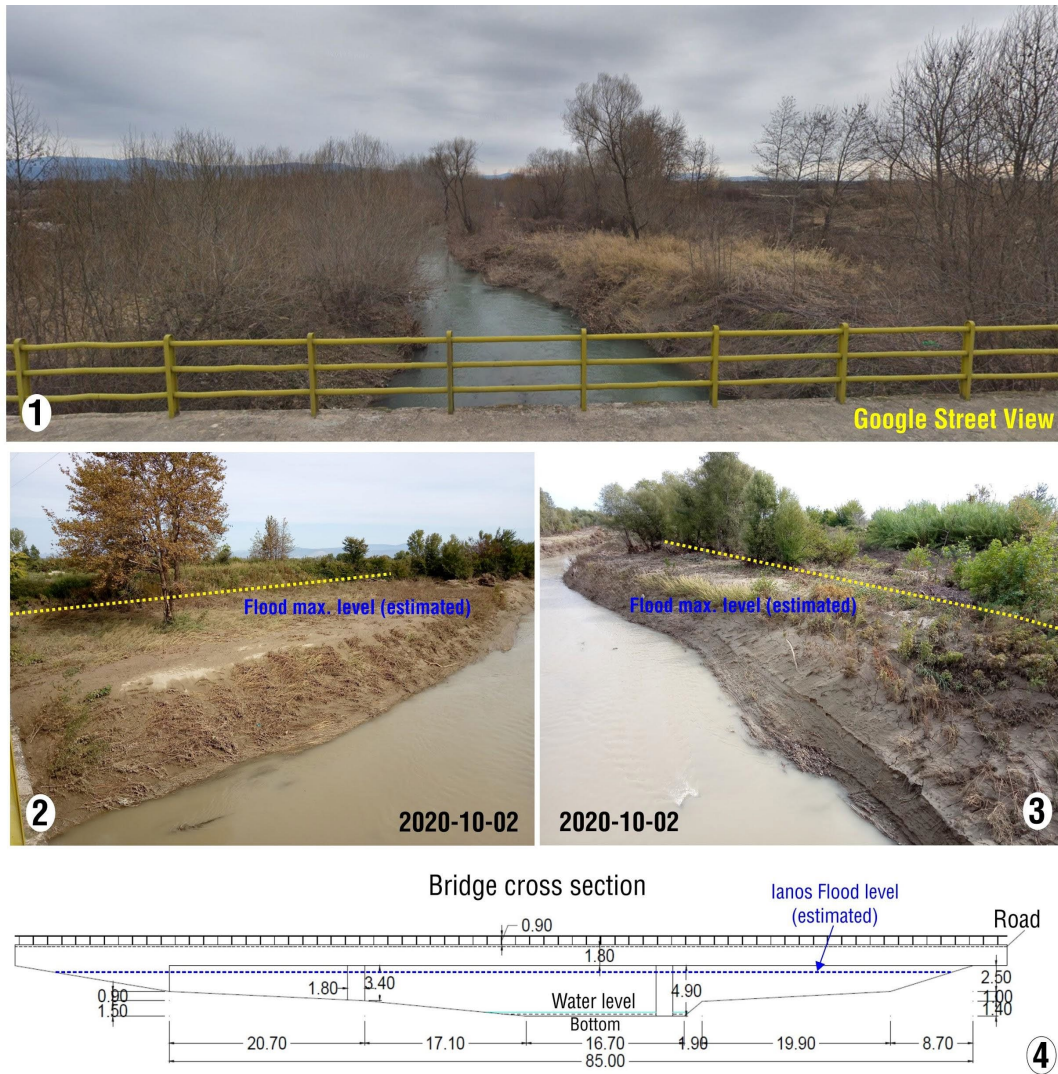 1
Google Street View
Flood max. level (estimated)
2
2020-10-02
Flood max. level (estimated)
2020-10-02
3
Bridge cross section
Ianos Flood level
(estimated)
Road
0.90
1.80
2.50
0.90
1.80
3.40
4.90
1.00
1.50
Water level
1.40
Bottom
20.70
17.10
16.70
1.90
19.90
8.70
85.00
4